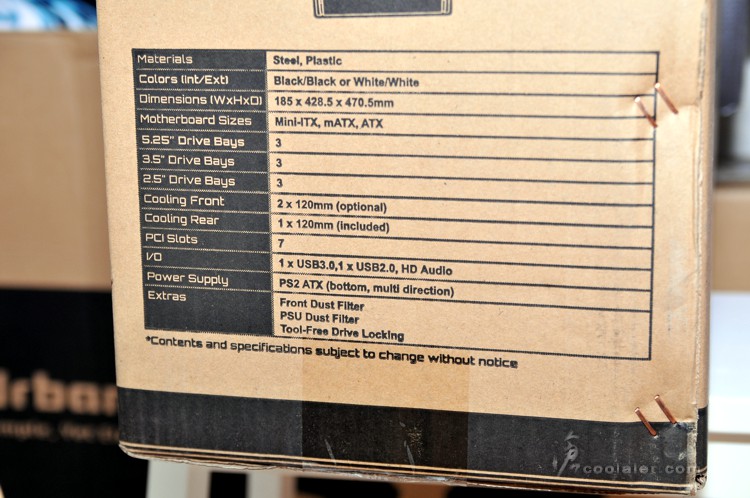 Materials Steel, Plastic
Colors (Int/Ext) Black/Black or White/White
Dimensions (WxHxD) 185 x 428.5 x 470.5mm
Motherboard Sizes Mini-ITX, mATX, ATX
5.25" Drive Bays 3
3.5" Drive Bays 3
2.5" Drive Bays 3
Cooling Front 2 x 120mm (optional)
Cooling Rear 1 x 120mm (included)
PCI Slots 7
I/O 1 x USB3.0,1 x USB2.0, HD Audio
Power Supply PS2 ATX (bottom, multi direction)
Extras Front Dust Filter
PSU Dust Filter
Tool-Free Drive Locking
*Contents and specifications subject to change without notice
coolaler.com